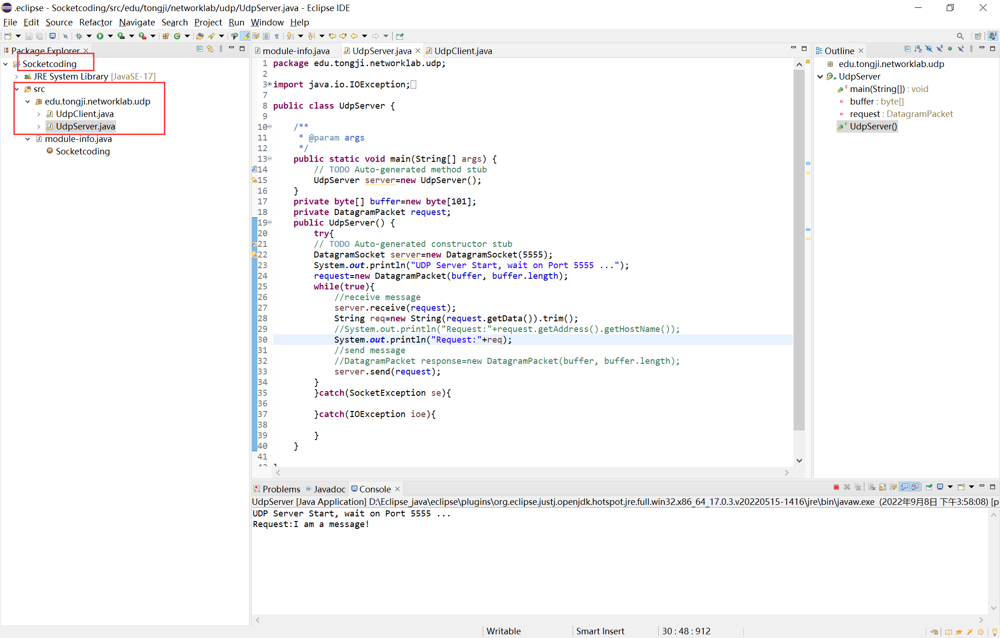 .eclipse - Socketcoding/src/edu/tongji/networklab/udp/UdpServer.java - Eclipse IDE
File Edit Source Refactor Navigate Search Project Run Window Help
Package Explorer
Socketcoding
JRE System Library [JavaSE-17]
src
edu.tongji.networklab.udp
UdpClient.java
UdpServer.java
module-info.java
Socketcoding
module-info.java UdpServer.java UdpClient.java
1 package edu.tongji.networklab.udp;
2
3 import java.io.IOException;
7
8 public class UdpServer {
9
10 /**
11 * @param args
12 */
13 public static void main(String[] args) {
14 // TODO Auto-generated method stub
15 UdpServer server=new UdpServer();
16 }
17 private byte[] buffer=new byte[101];
18 private DatagramPacket request;
19 public UdpServer() {
20 try{
21 // TODO Auto-generated constructor stub
22 DatagramSocket server=new DatagramSocket(5555);
23 System.out.println("UDP Server Start, wait on Port 5555 ...");
24 request=new DatagramPacket(buffer, buffer.length);
25 while(true){
26 //receive message
27 server.receive(request);
28 String req=new String(request.getData()).trim();
29 //System.out.println("Request:"+request.getAddress().getHostName());
30 System.out.println("Request:"+req);
31 //send message
32 //DatagramPacket response=new DatagramPacket(buffer, buffer.length);
33 server.send(request);
34 }
35 }catch(SocketException se){
36
37 }catch(IOException ioe){
38
39 }
40 }
41
Outline
edu.tongji.networklab.udp
UdpServer
main(String[]) : void
buffer : byte[]
request : DatagramPacket
UdpServer()
Problems Javadoc Console
UdpServer [Java Application] D:\Eclipse_java\eclipse\plugins\org.eclipse.justj.openjdk.hotspot.jre.full.win32.x86_64_17.0.3.v20220515-1416\jre\bin\javaw.exe (2022年9月8日 下午3:58:08) [p
UDP Server Start, wait on Port 5555 ...
Request:I am a message!
Writable Smart Insert 30 : 48 : 912